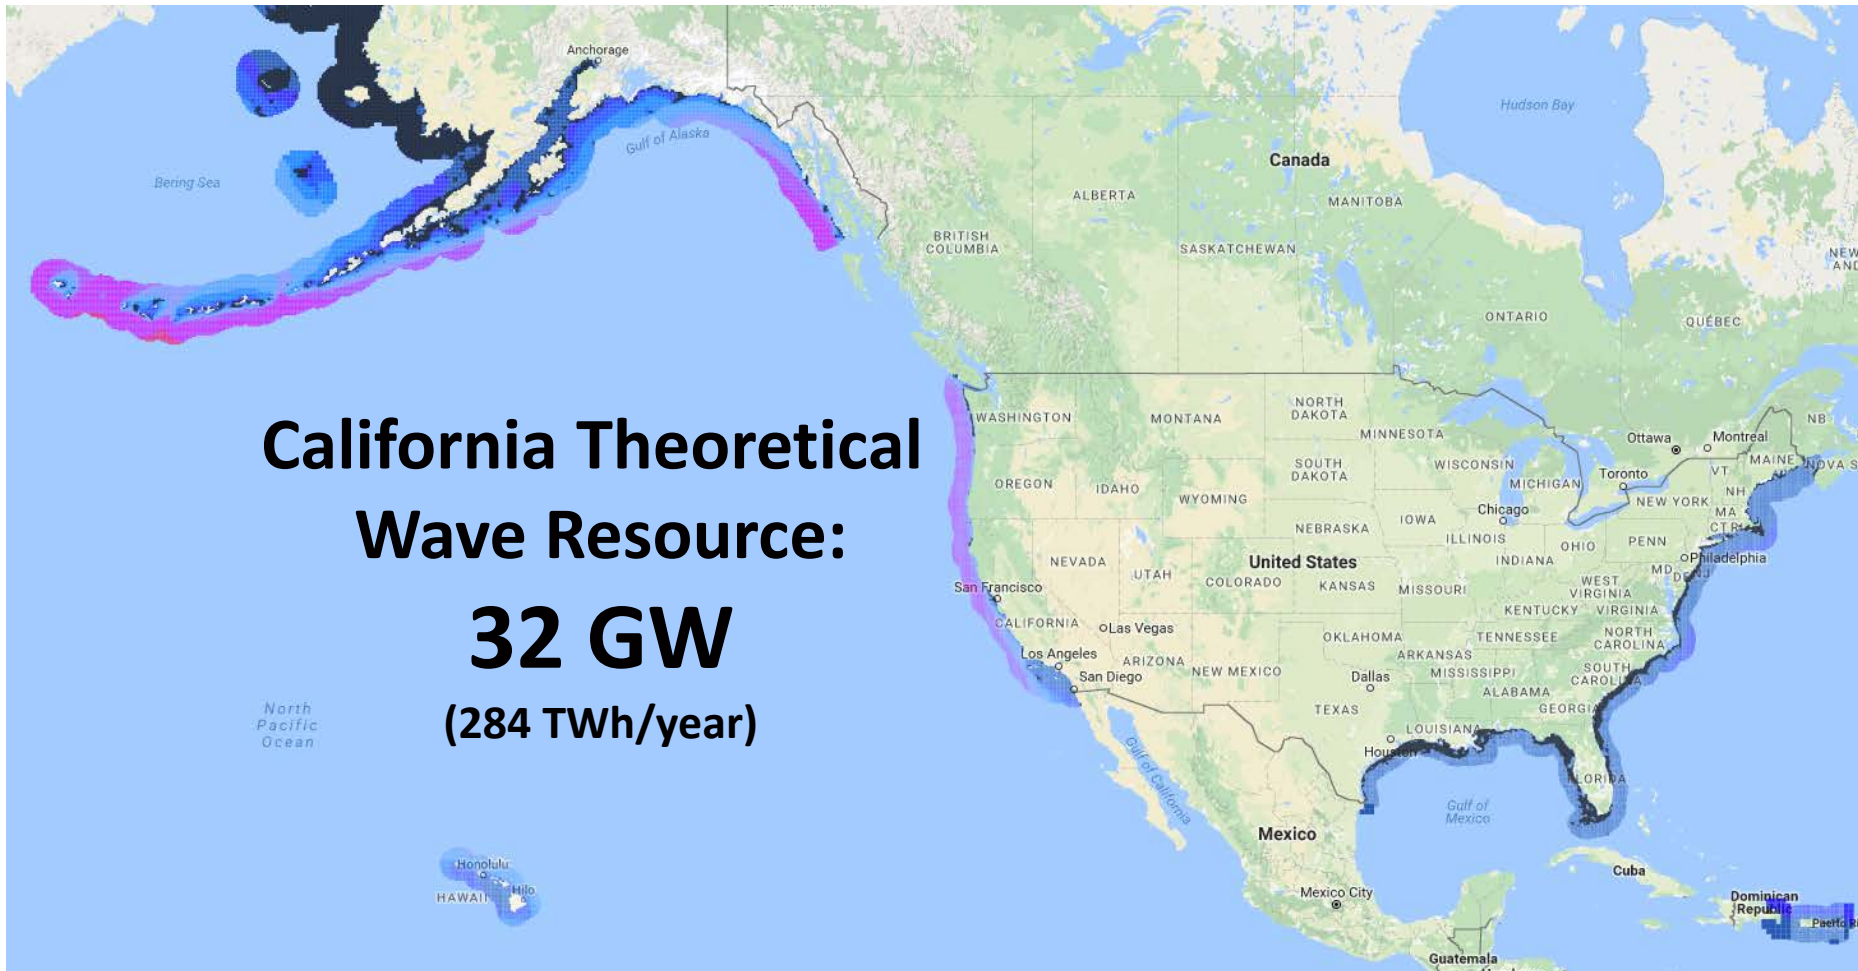 Anchorage
Gulf of Alaska
Hudson Bay
Canada
Bering Sea
ALBERTA
MANITOBA
BRITISH
COLUMBIA
SASKATCHEWAN
ONTARIO
QUÉBEC
California Theoretical
Wave Resource:
32 GW
(284 TWh/year)
WASHINGTON
MONTANA
NORTH
DAKOTA
MINNESOTA
Ottawa
Montreal
NB
MAINE
VT
NH
NOVA S
SOUTH
DAKOTA
WISCONSIN
MICHIGAN
Toronto
OREGON
IDAHO
WYOMING
NEW YORK
MA
Chicago
NEBRASKA
IOWA
ILLINOIS
INDIANA
OHIO
PENN
Philadelphia
NEVADA
UTAH
COLORADO
United States
KANSAS
MISSOURI
WEST
VIRGINIA
MD
KENTUCKY
VIRGINIA
San Francisco
CALIFORNIA
Las Vegas
OKLAHOMA
TENNESSEE
NORTH
CAROLINA
ARKANSAS
Los Angeles
ARIZONA
NEW MEXICO
MISSISSIPPI
SOUTH
CAROLINA
San Diego
Dallas
ALABAMA
TEXAS
GEORGIA
LOUISIANA
Houston
FLORIDA
North
Pacific
Ocean
Gulf of California
Gulf of
Mexico
Mexico
Honolulu
HAWAII
Hilo
Cuba
Mexico City
Dominican
Republic
Guatemala